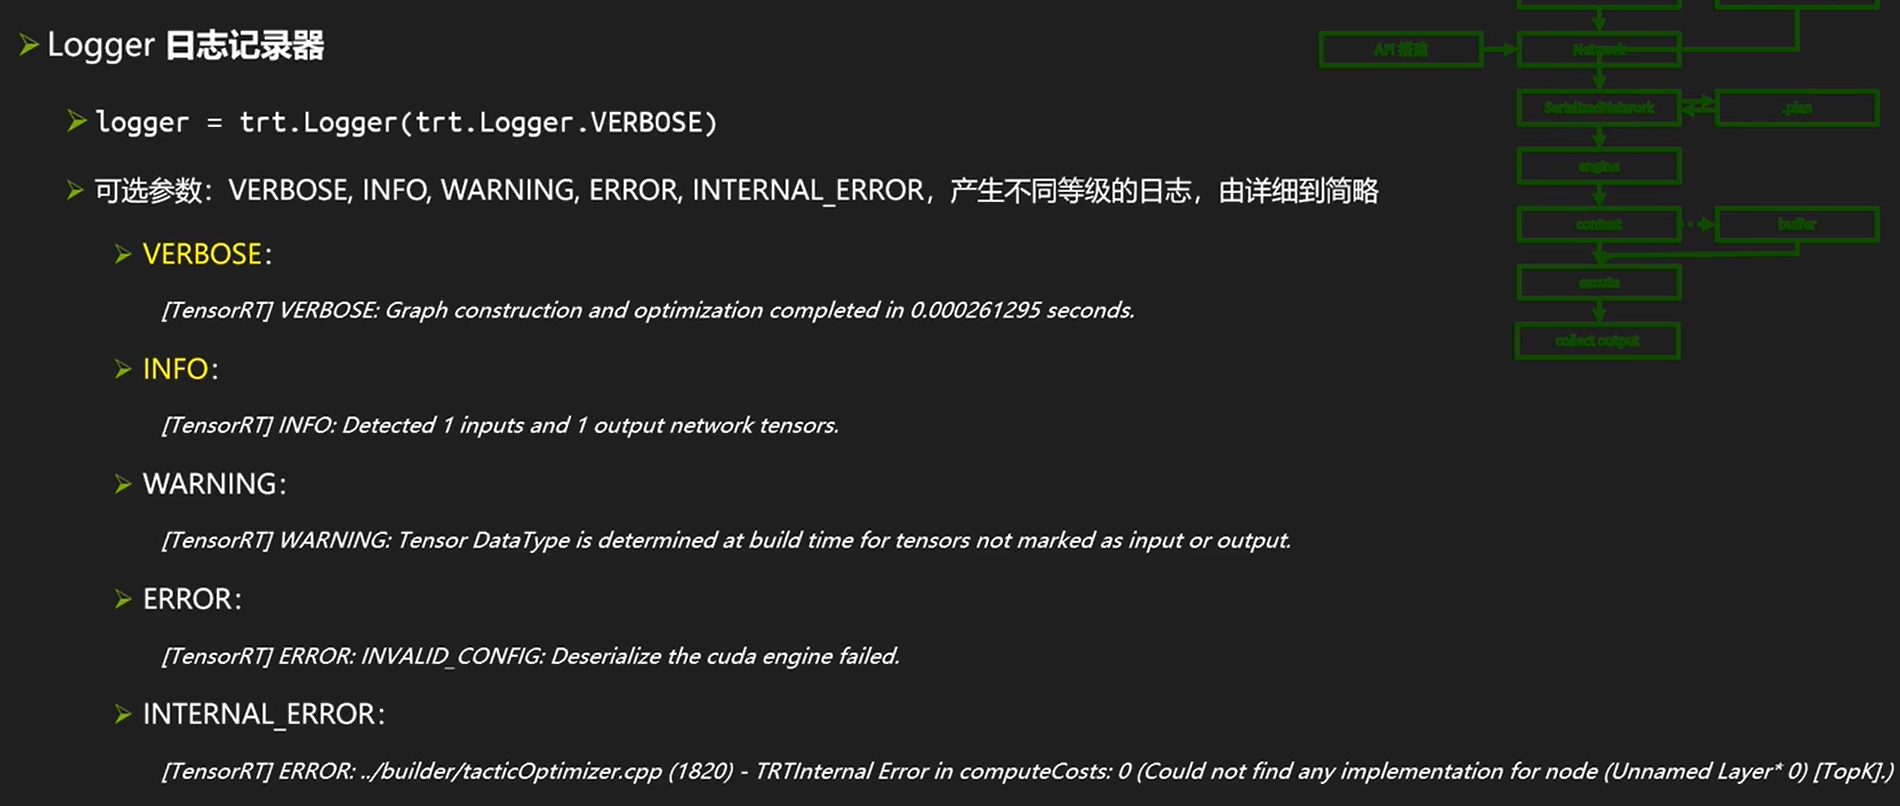 Logger 日志记录器
logger = trt.Logger(trt.Logger.VERBOSE)
可选参数：VERBOSE, INFO, WARNING, ERROR, INTERNAL_ERROR，产生不同等级的日志，由详细到简略
VERBOSE：
[TensorRT] VERBOSE: Graph construction and optimization completed in 0.000261295 seconds.
INFO：
[TensorRT] INFO: Detected 1 inputs and 1 output network tensors.
WARNING：
[TensorRT] WARNING: Tensor DataType is determined at build time for tensors not marked as input or output.
ERROR：
[TensorRT] ERROR: INVALID_CONFIG: Deserialize the cuda engine failed.
INTERNAL_ERROR：
[TensorRT] ERROR: ../builder/tacticOptimizer.cpp (1820) - TRTInternal Error in computeCosts: 0 (Could not find any implementation for node (Unnamed Layer* 0) [TopK].)
API 搭建
Network
SerializedNetwork
.plan
engine
context
buffer
execute
collect output